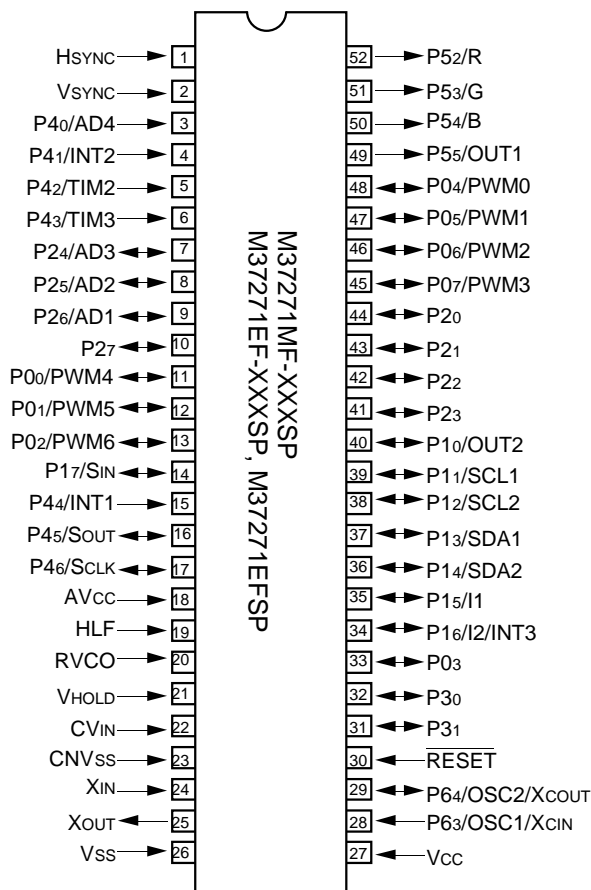 HSYNC 1 52 P52/R
VSYNC 2 51 P53/G
P40/AD4 3 50 P54/B
P41/INT2 4 49 P55/OUT1
P42/TIM2 5 48 P04/PWM0
P43/TIM3 6 47 P05/PWM1
P24/AD3 7 46 P06/PWM2
P25/AD2 8 45 P07/PWM3
P26/AD1 9 44 P20
P27 10 43 P21
P00/PWM4 11 42 P22
P01/PWM5 12 41 P23
P02/PWM6 13 40 P10/OUT2
P17/SIN 14 39 P11/SCL1
P44/INT1 15 38 P12/SCL2
P45/SOUT 16 37 P13/SDA1
P46/SCLK 17 36 P14/SDA2
AVCC 18 35 P15/I1
HLF 19 34 P16/I2/INT3
RVCO 20 33 P03
VHOLD 21 32 P30
CVIN 22 31 P31
CNVSS 23 30 RESET
XIN 24 29 P64/OSC2/XCOUT
XOUT 25 28 P63/OSC1/XCIN
VSS 26 27 VCC
M37271MF-XXXSP
M37271EF-XXXSP, M37271EFSP